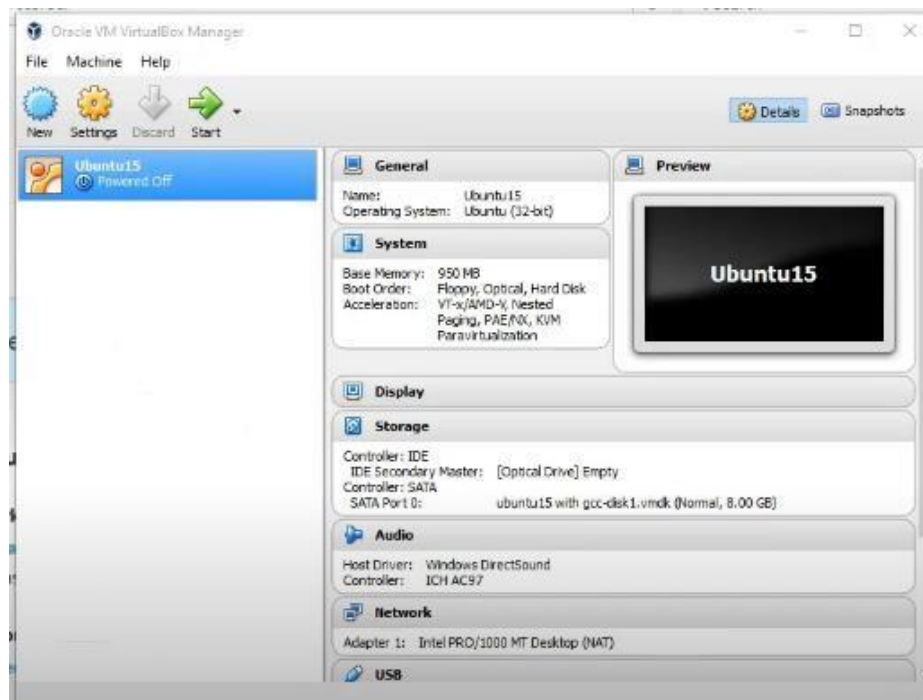 Oracle VM VirtualBox Manager
File Machine Help
New Settings Discard Start
Details Snapshots
Ubuntu15
Powered Off
General
Name: Ubuntu15
Operating System: Ubuntu (32-bit)
System
Base Memory: 950 MB
Boot Order: Floppy, Optical, Hard Disk
Acceleration: VT-x/AMD-V, Nested
Paging, PAE/NX, KVM
Paravirtualization
Preview
Ubuntu15
Display
Storage
Controller: IDE
IDE Secondary Master: [Optical Drive] Empty
Controller: SATA
SATA Port 0: ubuntu15 with gcc-disk1.vmdk (Normal, 8.00 GB)
Audio
Host Driver: Windows DirectSound
Controller: ICH AC97
Network
Adapter 1: Intel PRO/1000 MT Desktop (NAT)
USB